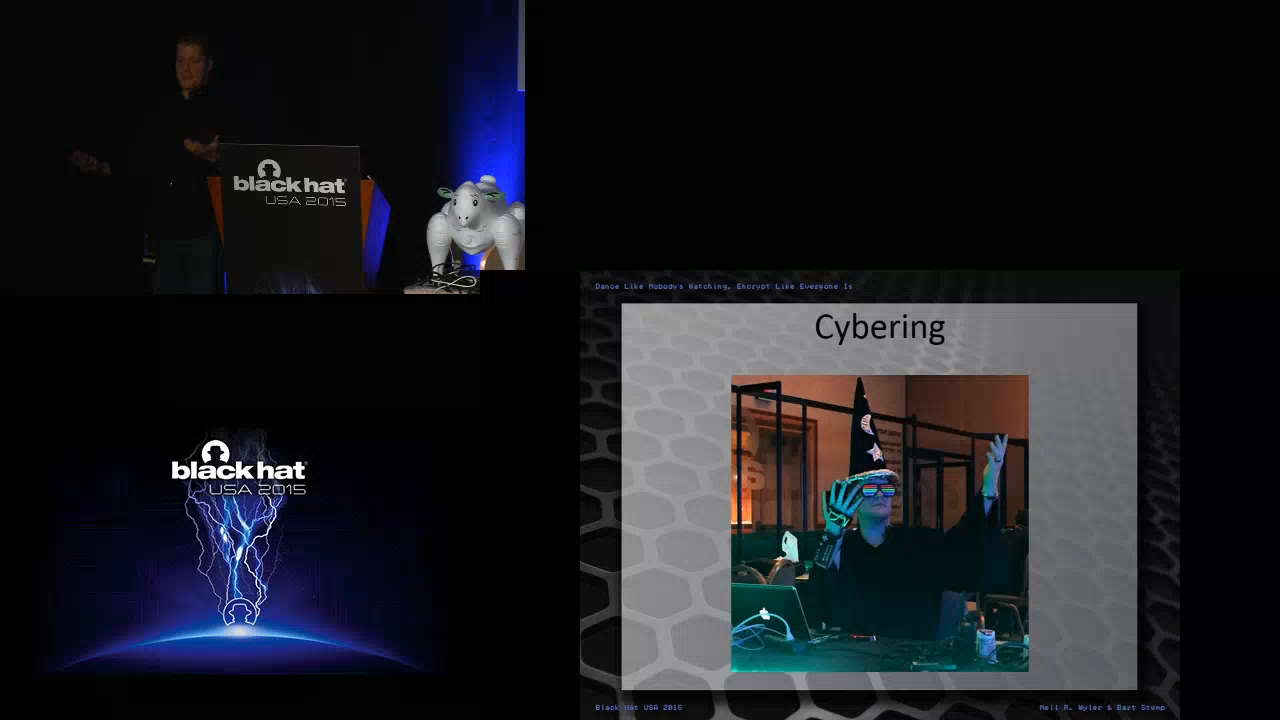 black hat
USA 2015
Dance Like Nobody's Watching, Encrypt Like Everyone Is
Cybering
black hat
USA 2015
Black Hat USA 2015
Neil R. Wyler & Bart Stump